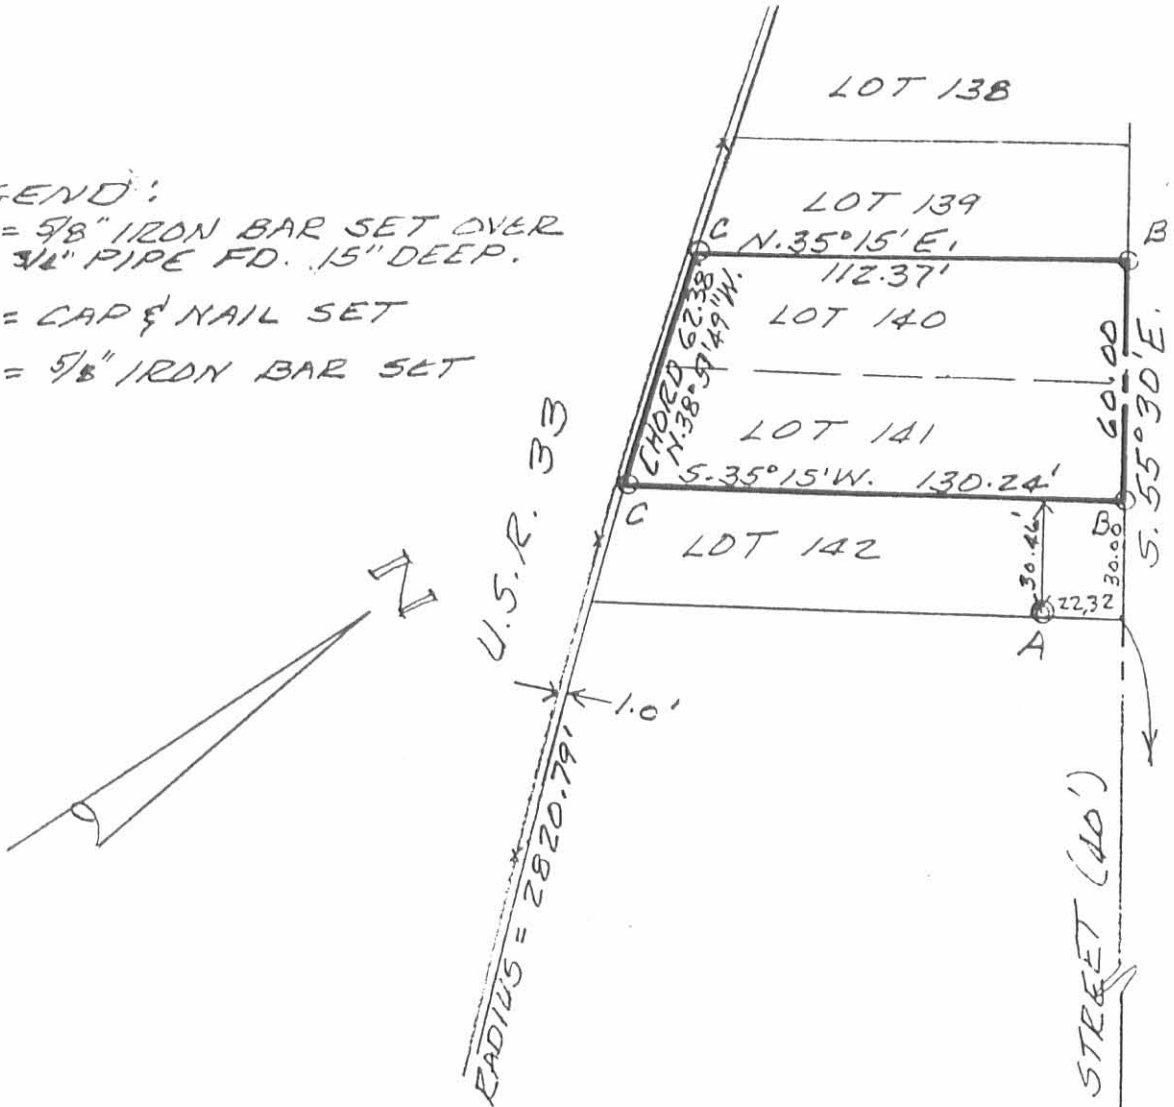 LOT 138
GEND:
= 5/8" IRON BAR SET OVER
3/4" PIPE FD. 15" DEEP.
= CAP & NAIL SET
= 5/8" IRON BAR SET
LOT 139
C
N. 35° 15' E.
B
112.37'
LOT 140
CHORD 62.38'
N. 38° 49" W.
60.00
S. 55° 30' E.
LOT 141
S. 35° 15' W. 130.24'
C
B
U.S.R. 33
LOT 142
30.46'
30.00
22.32
A
N
1.0'
RADIUS = 2820.79'
STREET (40')